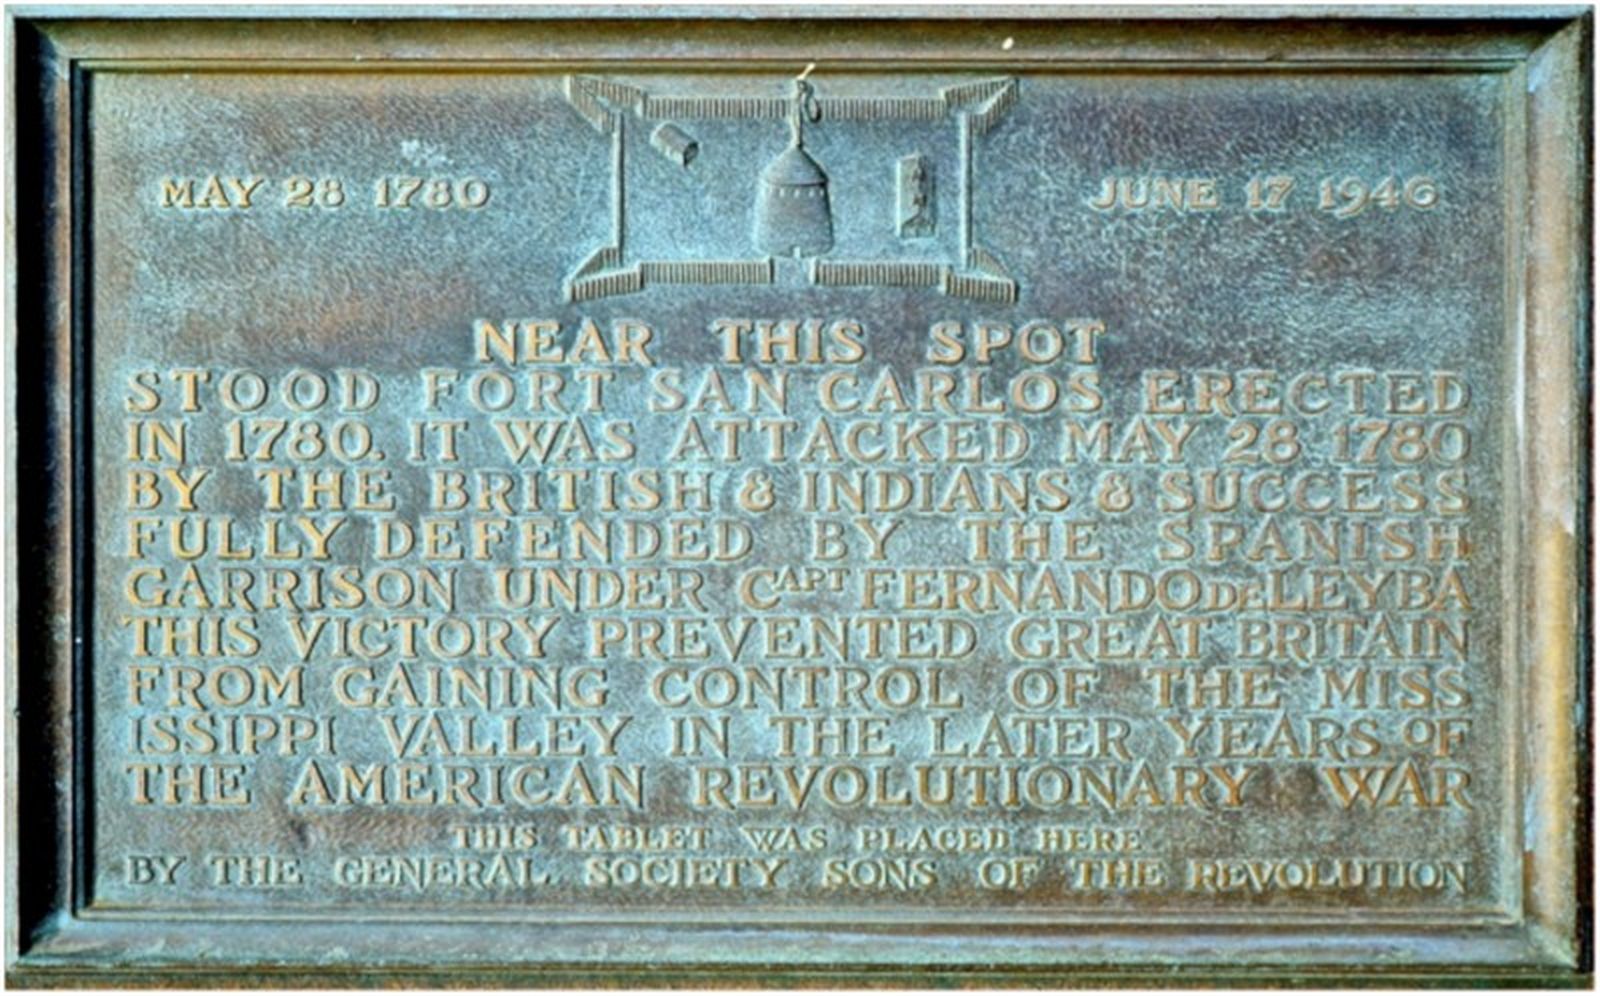 MAY 28 1780 JUNE 17 1946
NEAR THIS SPOT
STOOD FORT SAN CARLOS ERECTED
IN 1780. IT WAS ATTACKED MAY 28 1780
BY THE BRITISH & INDIANS & SUCCESS
FULLY DEFENDED BY THE SPANISH
GARRISON UNDER CAPT FERNANDO DE LEYBA
THIS VICTORY PREVENTED GREAT BRITAIN
FROM GAINING CONTROL OF THE MISS
ISSIPPI VALLEY IN THE LATER YEARS OF
THE AMERICAN REVOLUTIONARY WAR
THIS TABLET WAS PLACED HERE
BY THE GENERAL SOCIETY SONS OF THE REVOLUTION